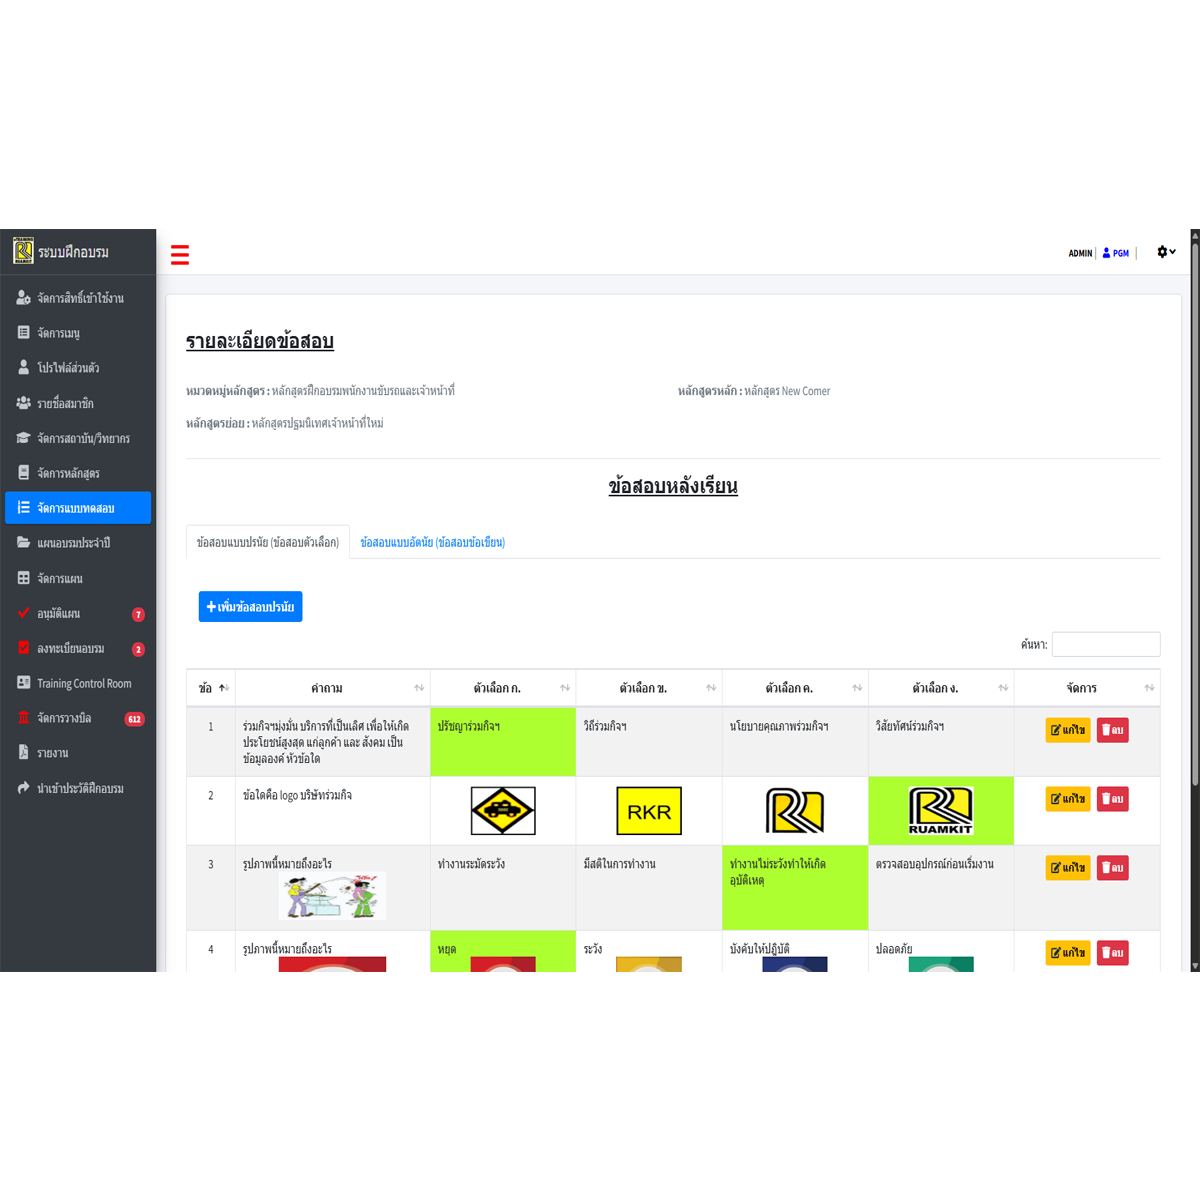 ระบบฝึกอบรม
ADMIN | PGM |
จัดการสิทธิ์เข้าใช้งาน
จัดการเมนู
โปรไฟล์ส่วนตัว
รายชื่อสมาชิก
จัดการสถาบัน/วิทยากร
จัดการหลักสูตร
จัดการแบบทดสอบ
แผนอบรมประจำปี
จัดการแผน
อนุมัติแผน 7
ลงทะเบียนอบรม 2
Training Control Room
จัดการวางบิล 612
รายงาน
นำเข้าประวัติฝึกอบรม
รายละเอียดข้อสอบ
หมวดหมู่หลักสูตร : หลักสูตรฝึกอบรมพนักงานขับรถและเจ้าหน้าที่
หลักสูตรหลัก : หลักสูตร New Comer
หลักสูตรย่อย : หลักสูตรปฐมนิเทศเจ้าหน้าที่ใหม่
ข้อสอบหลังเรียน
ข้อสอบแบบปรนัย (ข้อสอบตัวเลือก)
ข้อสอบแบบอัตนัย (ข้อสอบข้อเขียน)
เพิ่มข้อสอบปรนัย
ค้นหา:
ข้อ คำถาม ตัวเลือก ก. ตัวเลือก ข. ตัวเลือก ค. ตัวเลือก ง. จัดการ
1 ร่วมกิจฯมุ่งมั่น บริการที่เป็นเลิศ เพื่อให้เกิด ปรัชญาร่วมกิจฯ วิถีร่วมกิจฯ นโยบายคุณภาพร่วมกิจฯ วิสัยทัศน์ร่วมกิจฯ แก้ไข ลบ
ประโยชน์สูงสุด แก่ลูกค้า และ สังคม เป็น
ข้อมูลองค์ หัวข้อใด
2 ข้อใดคือ logo บริษัทร่วมกิจ RKR RUAMKIT แก้ไข ลบ
3 รูปภาพนี้หมายถึงอะไร ทำงานระมัดระวัง มีสติในการทำงาน ทำงานไม่ระวังทำให้เกิด ตรวจสอบอุปกรณ์ก่อนเริ่มงาน แก้ไข ลบ
อุบัติเหตุ
4 รูปภาพนี้หมายถึงอะไร หยุด ระวัง บังคับให้ปฏิบัติ ปลอดภัย แก้ไข ลบ